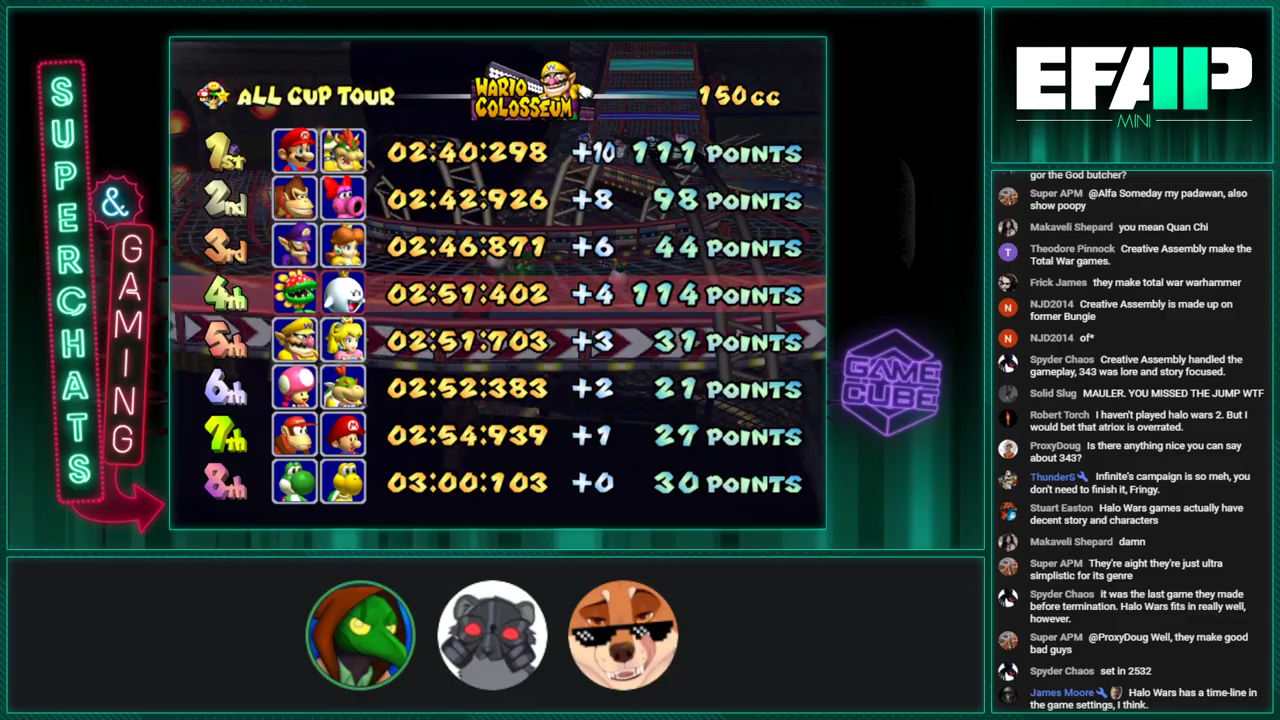 SUPERCHATS
&
GAMING
ALL CUP TOUR
WARIO
COLOSSEUM
150cc
1st 02:40:298 +10 111 POINTS
2nd 02:42:926 +8 98 POINTS
3rd 02:46:871 +6 44 POINTS
4th 02:51:402 +4 114 POINTS
5th 02:51:703 +3 31 POINTS
6th 02:52:383 +2 21 POINTS
7th 02:54:939 +1 27 POINTS
8th 03:00:103 +0 30 POINTS
GAME
CUBE
EFAP
MINI
gor the God butcher?
Super APM @Alfa Someday my padawan, also
show poopy
Makaveli Shepard you mean Quan Chi
T
Theodore Pinnock Creative Assembly make the
Total War games.
Frick James they make total war warhammer
N
NJD2014 Creative Assembly is made up on
former Bungie
N
NJD2014 of*
Spyder Chaos Creative Assembly handled the
gameplay, 343 was lore and story focused.
Solid Slug MAULER. YOU MISSED THE JUMP WTF
Robert Torch I haven't played halo wars 2. But I
would bet that atriox is overrated.
ProxyDoug Is there anything nice you can say
about 343?
ThunderS Infinite's campaign is so meh, you
don't need to finish it, Fringy.
Stuart Easton Halo Wars games actually have
decent story and characters
Makaveli Shepard damn
Super APM They're aight they're just ultra
simplistic for its genre
Spyder Chaos it was the last game they made
before termination. Halo Wars fits in really well,
however.
Super APM @ProxyDoug Well, they make good
bad guys
Spyder Chaos set in 2532
James Moore Halo Wars has a time-line in
the game settings, I think.